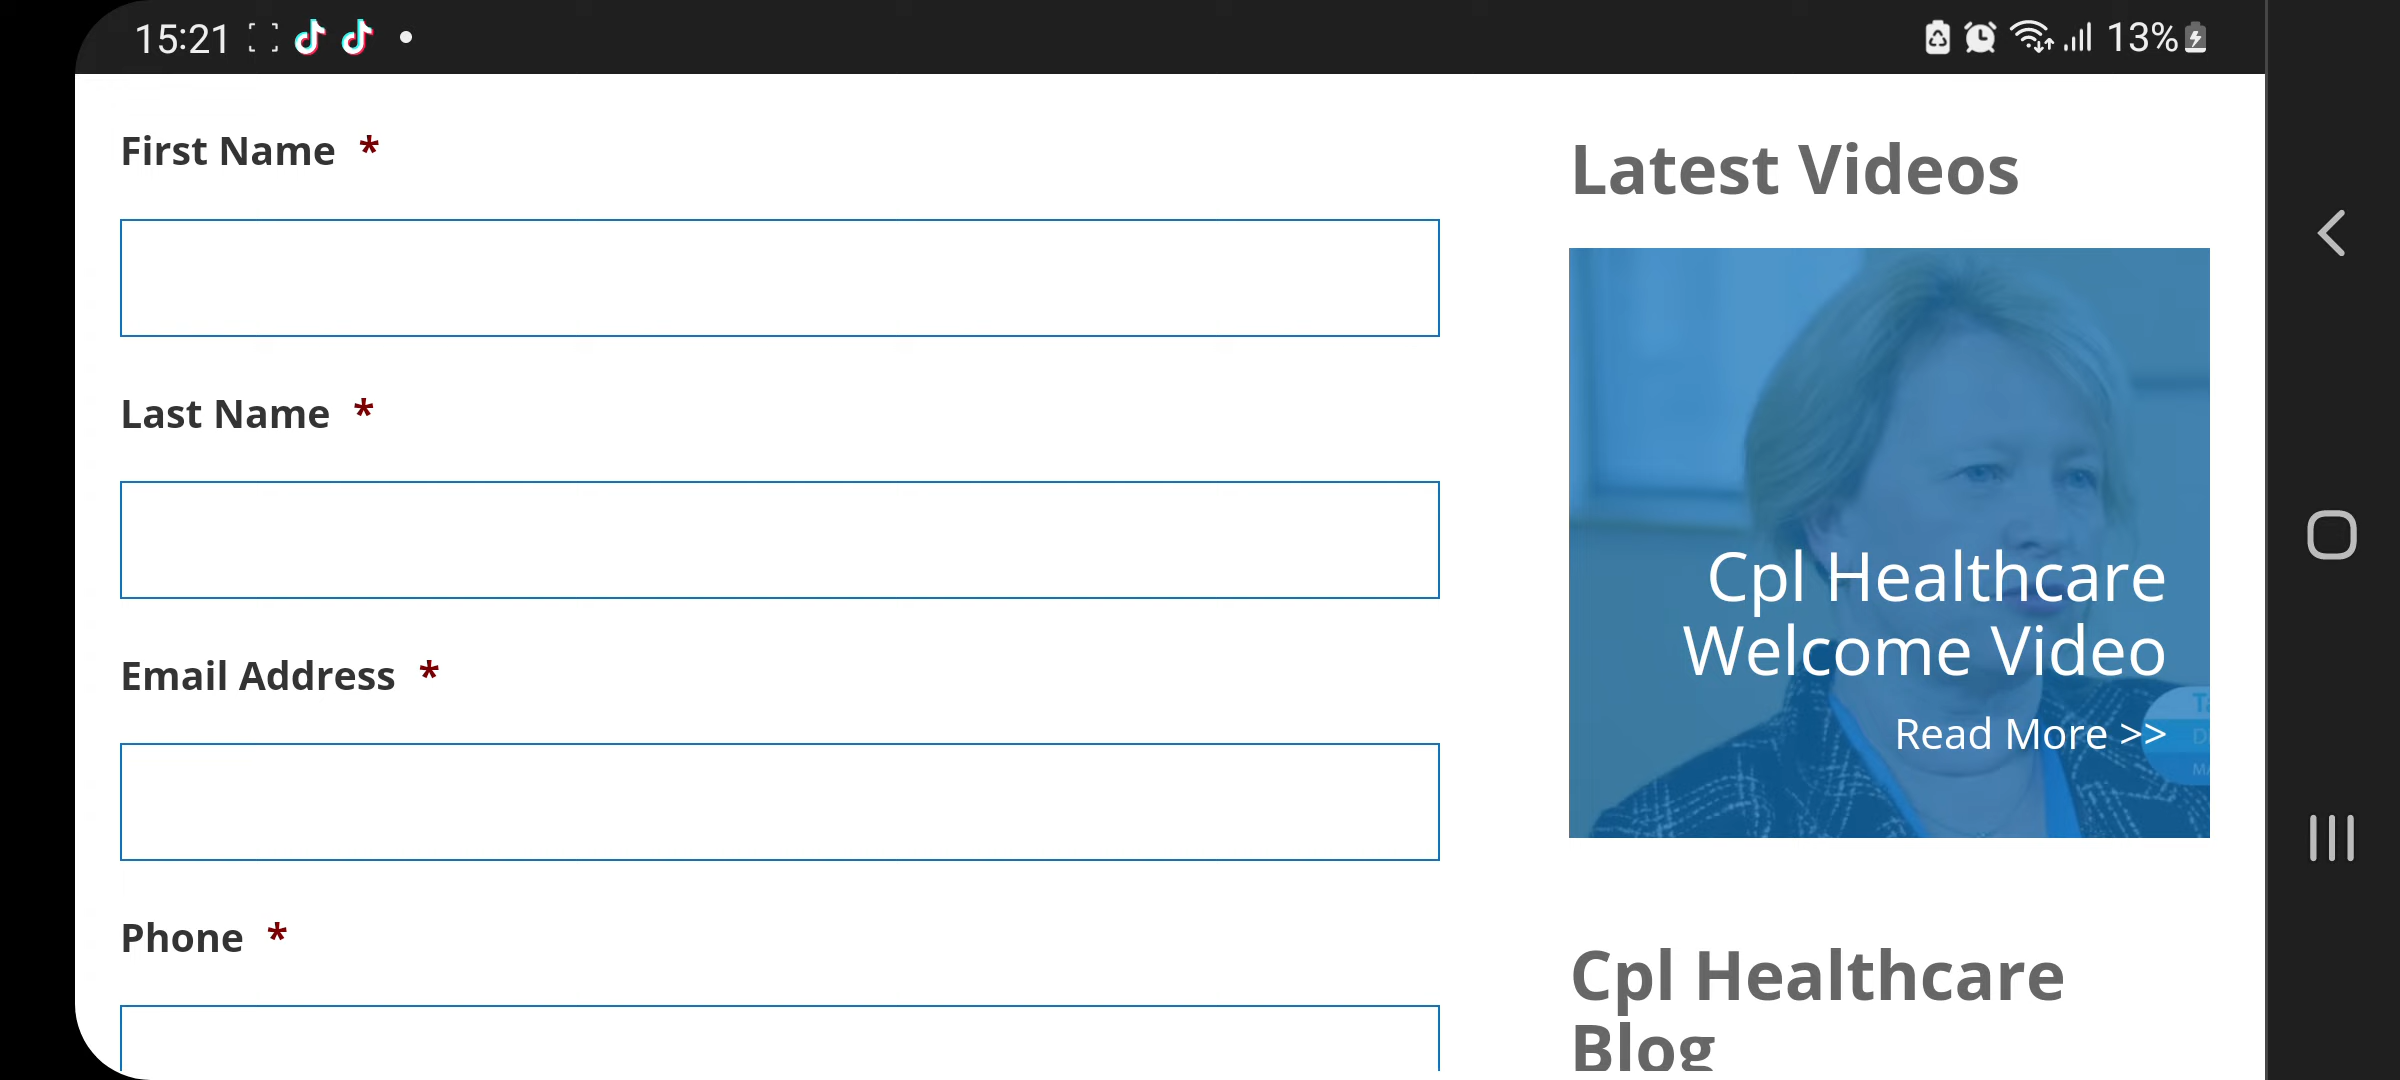 15:21
13%
First Name *
Last Name *
Email Address *
Phone *
Latest Videos
Cpl Healthcare
Welcome Video
Read More >>
Cpl Healthcare
Blog